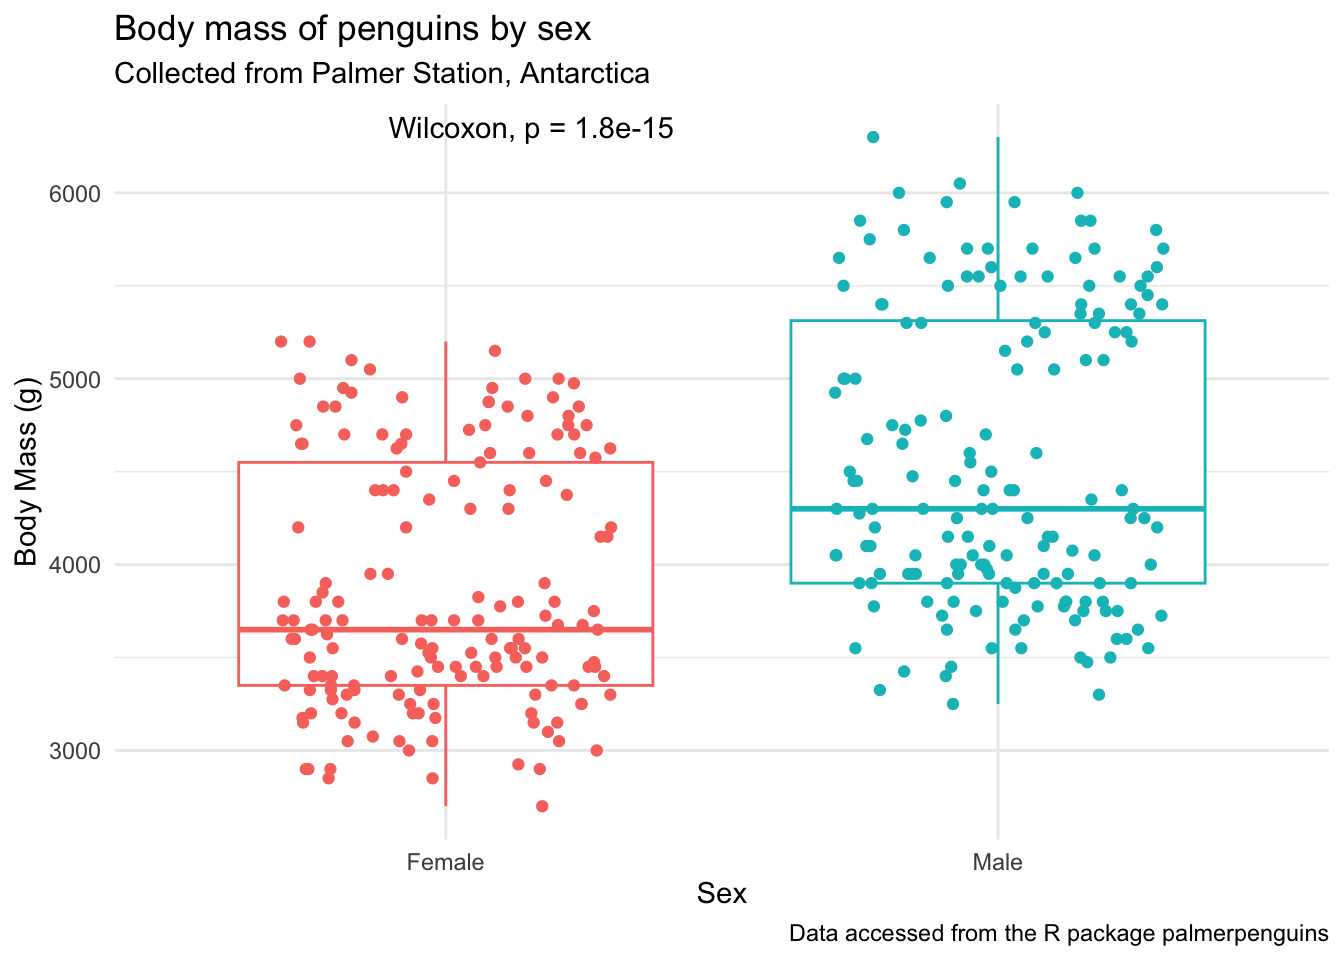 Body mass of penguins by sex
Collected from Palmer Station, Antarctica
Wilcoxon, p = 1.8e-15
6000
5000
4000
3000
Body Mass (g)
Female
Male
Sex
Data accessed from the R package palmerpenguins